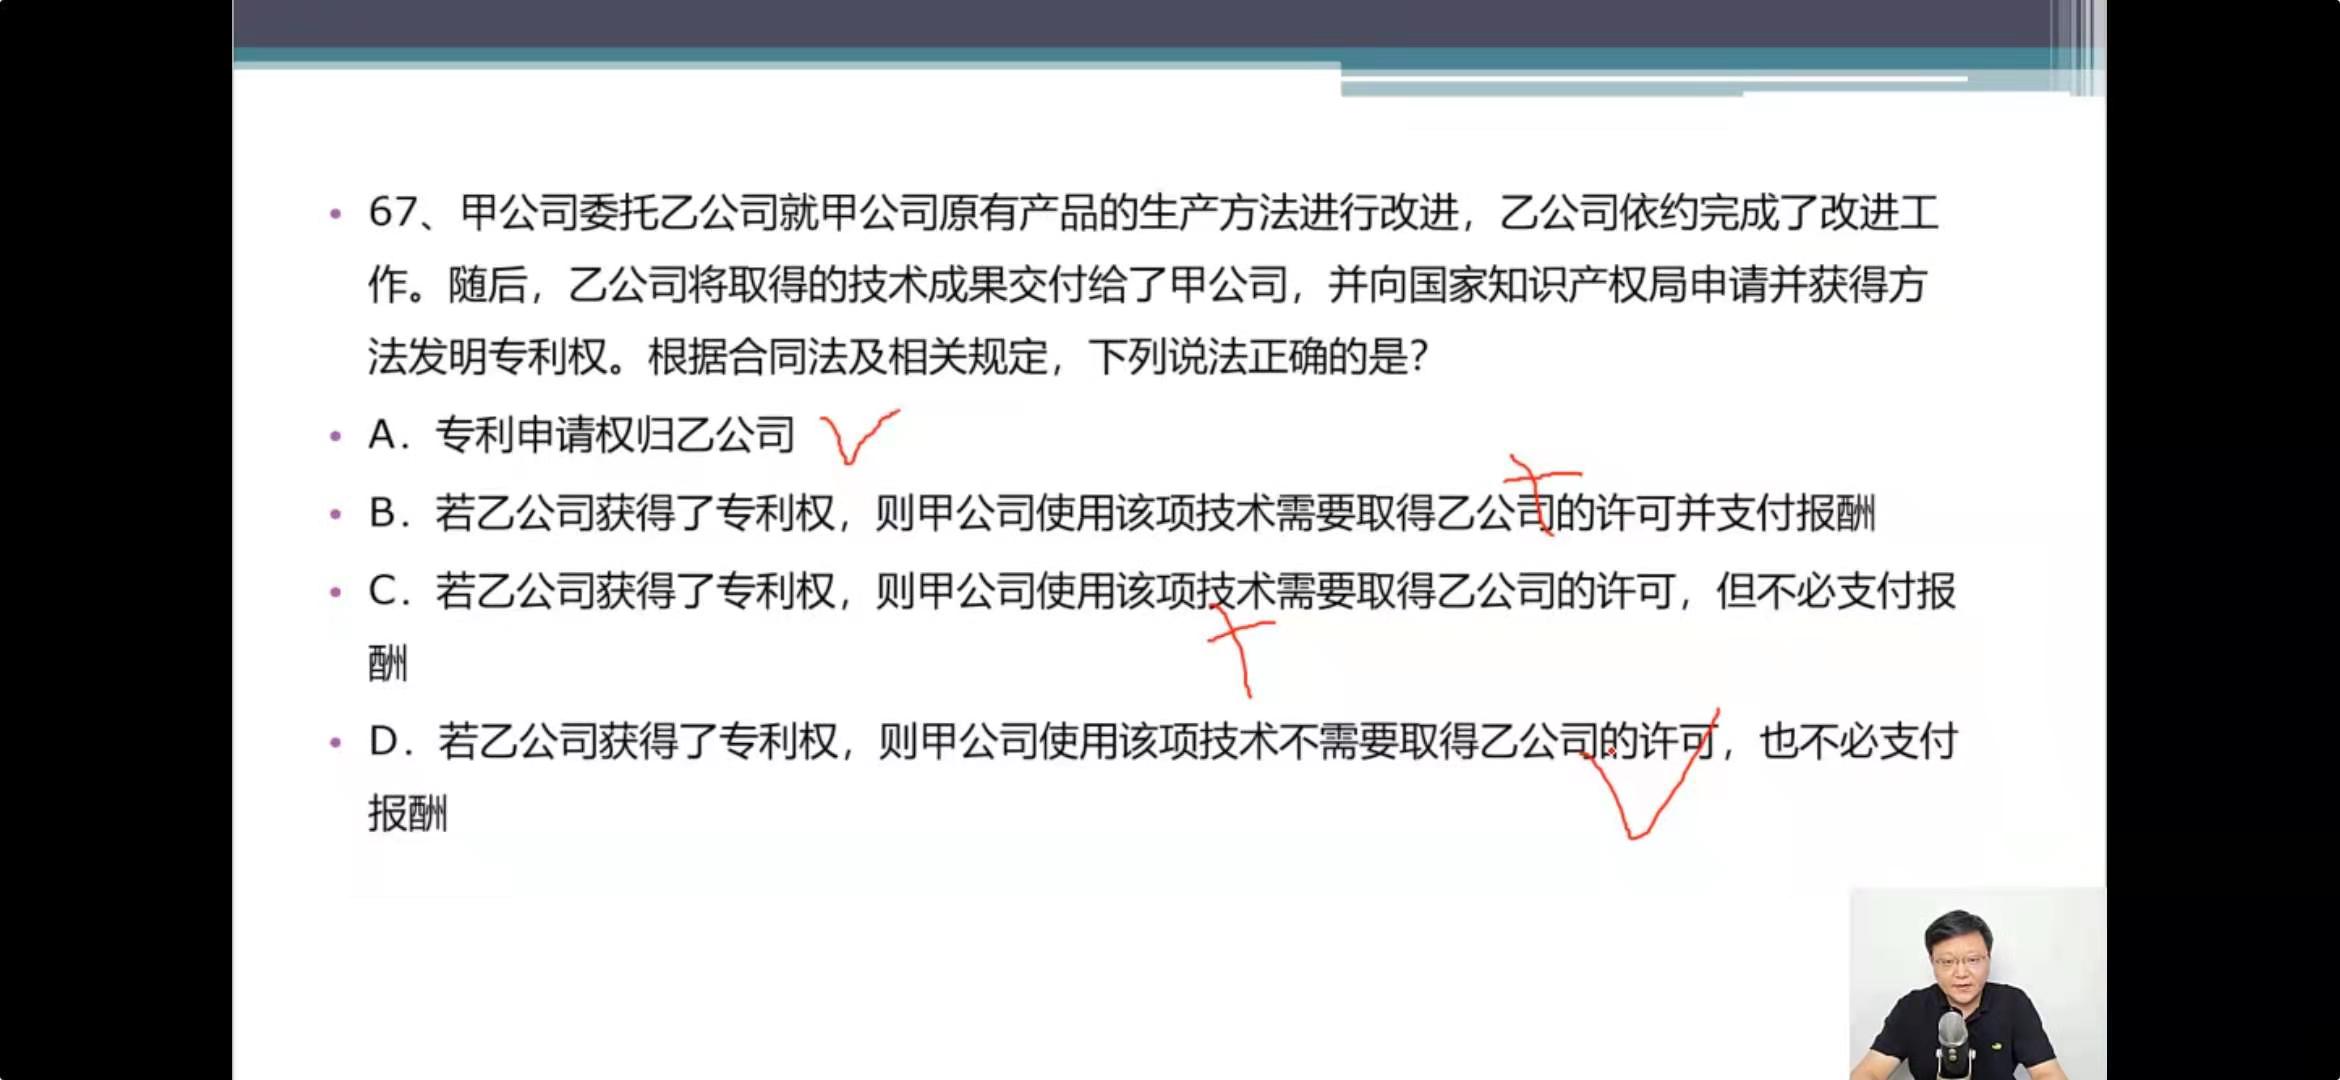 67、甲公司委托乙公司就甲公司原有产品的生产方法进行改进，乙公司依约完成了改进工
作。随后，乙公司将取得的技术成果交付给了甲公司，并向国家知识产权局申请并获得方
法发明专利权。根据合同法及相关规定，下列说法正确的是？
A．专利申请权归乙公司
B．若乙公司获得了专利权，则甲公司使用该项技术需要取得乙公司的许可并支付报酬
C．若乙公司获得了专利权，则甲公司使用该项技术需要取得乙公司的许可，但不必支付报
酬
D．若乙公司获得了专利权，则甲公司使用该项技术不需要取得乙公司的许可，也不必支付
报酬